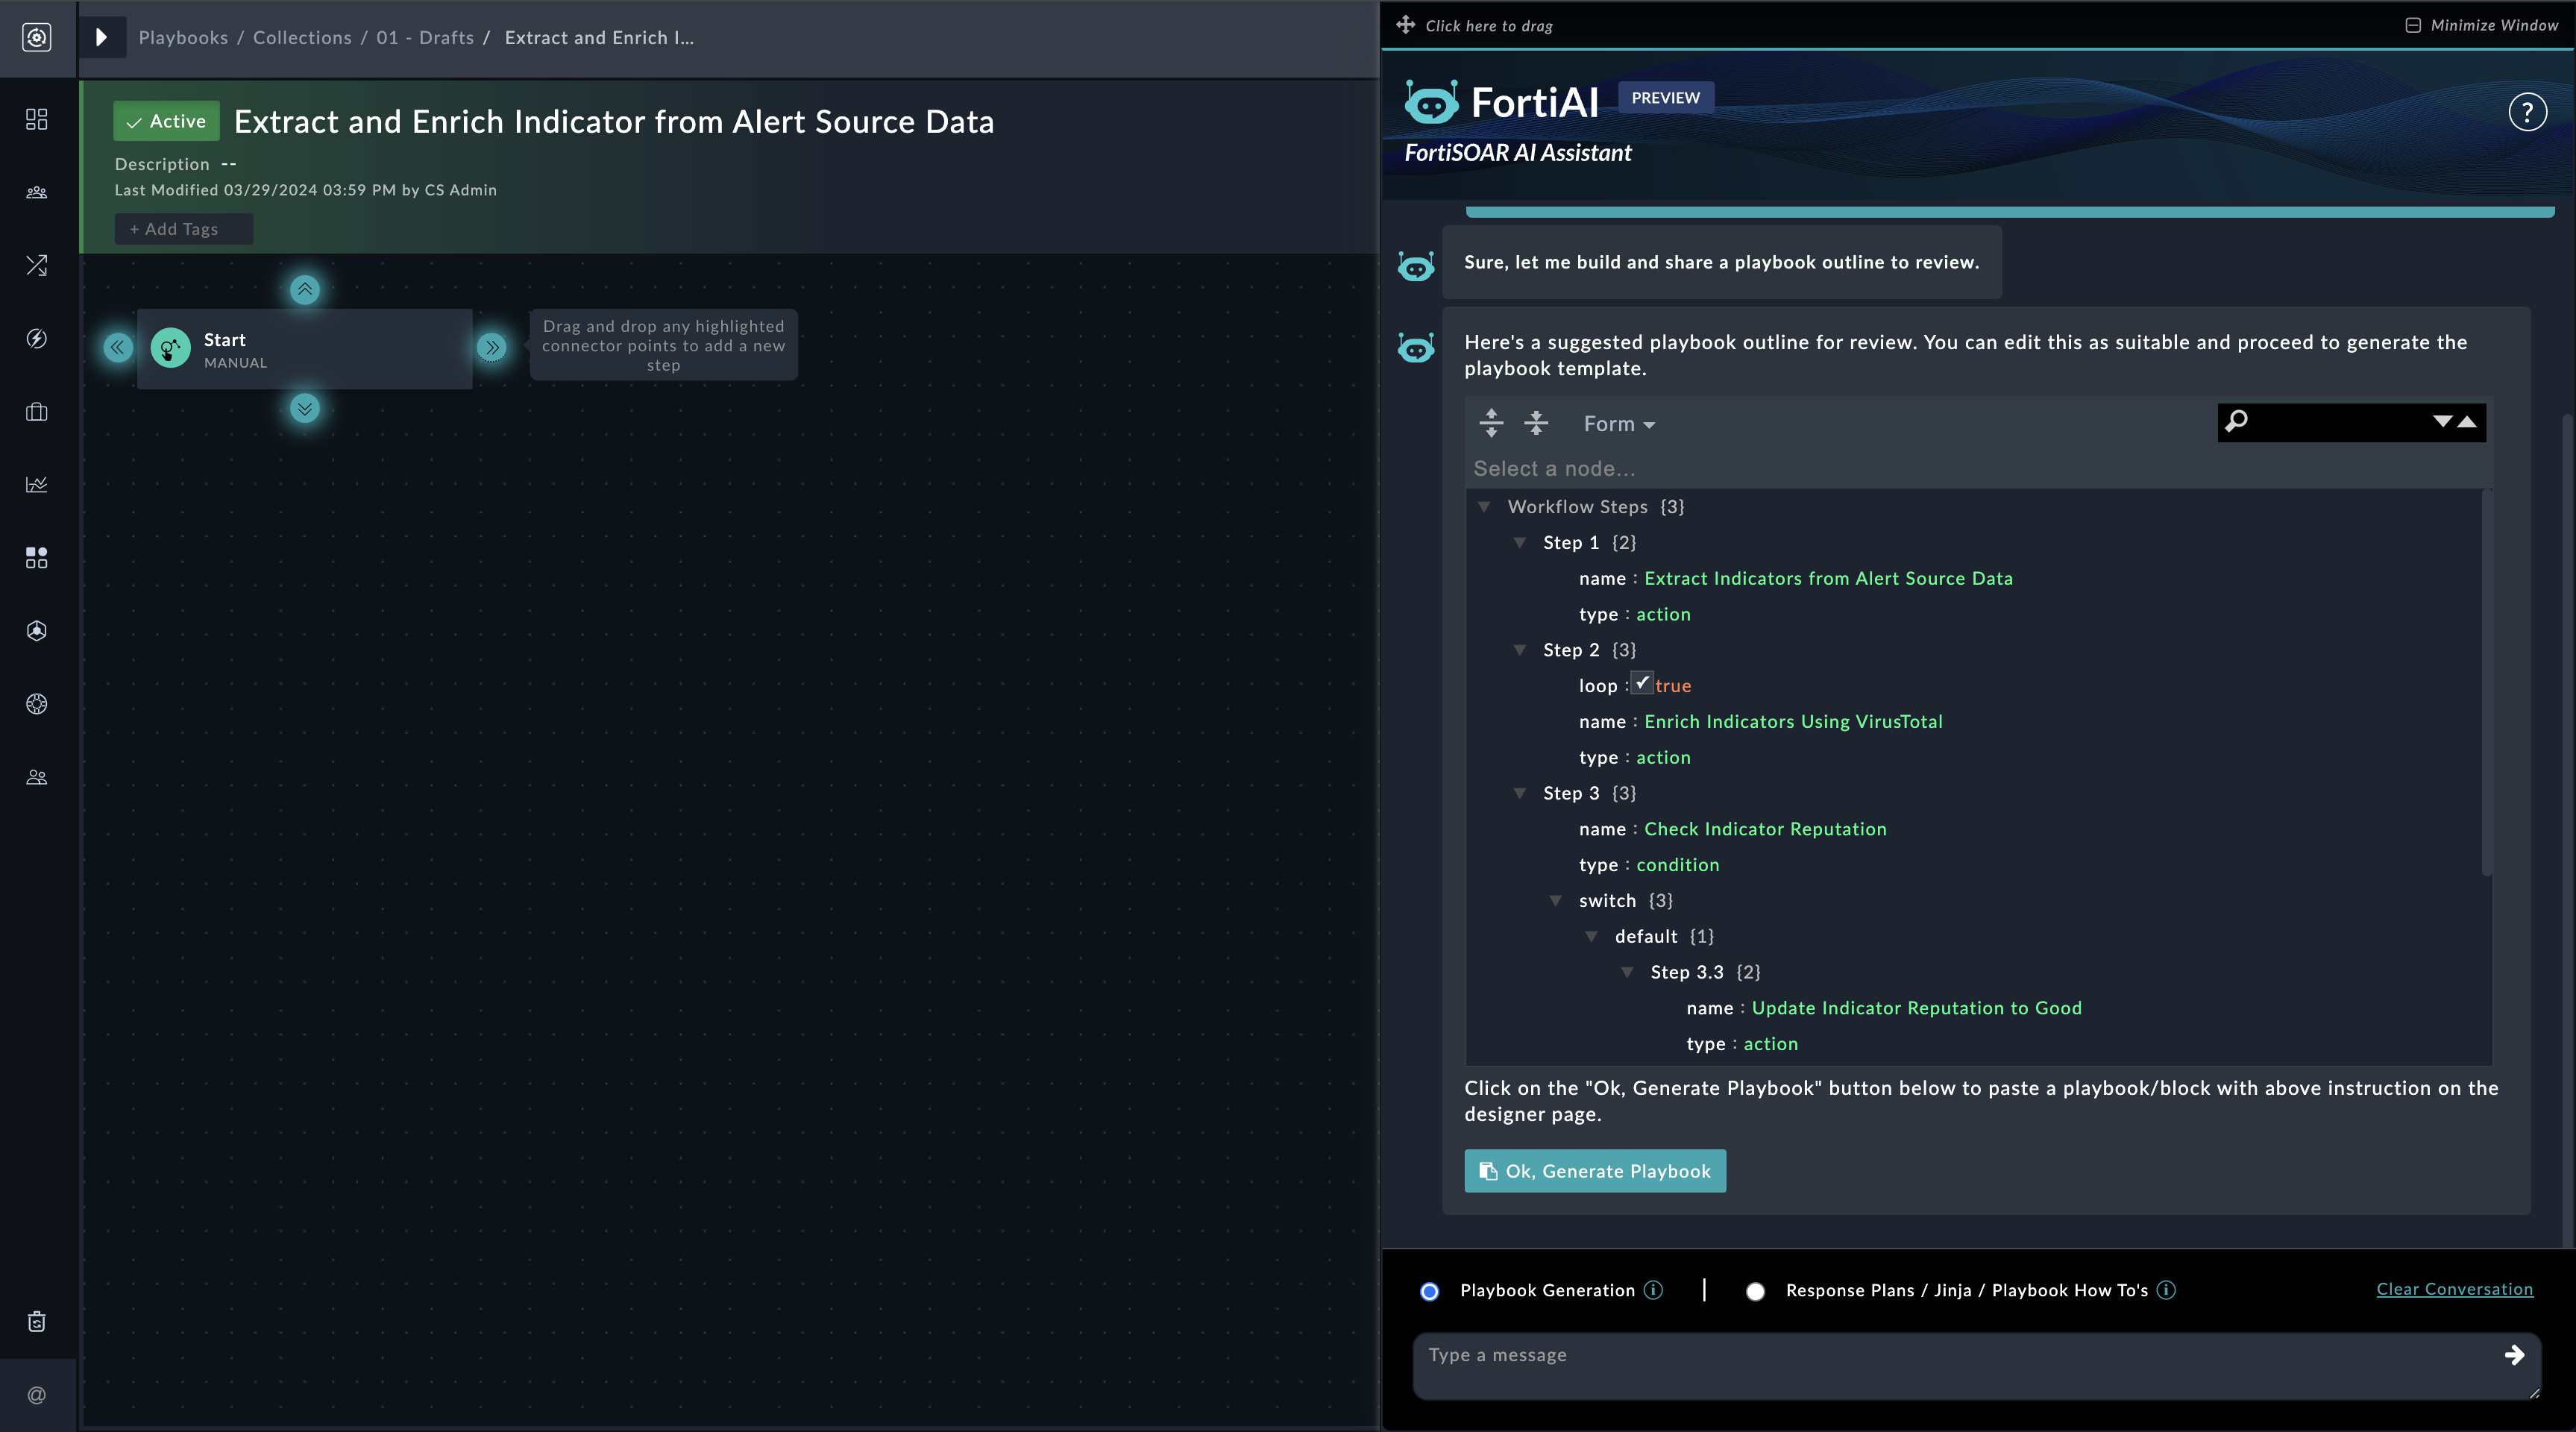 Playbooks / Collections / 01 - Drafts / Extract and Enrich I...
Active
Extract and Enrich Indicator from Alert Source Data
Description --
Last Modified 03/29/2024 03:59 PM by CS Admin
+ Add Tags
Start
MANUAL
Drag and drop any highlighted
connector points to add a new
step
@
Click here to drag
Minimize Window
FortiAI
PREVIEW
?
FortiSOAR AI Assistant
Sure, let me build and share a playbook outline to review.
Here's a suggested playbook outline for review. You can edit this as suitable and proceed to generate the
playbook template.
Form
Select a node...
Workflow Steps {3}
Step 1 {2}
name : Extract Indicators from Alert Source Data
type : action
Step 2 {3}
loop : true
name : Enrich Indicators Using VirusTotal
type : action
Step 3 {3}
name : Check Indicator Reputation
type : condition
switch {3}
default {1}
Step 3.3 {2}
name : Update Indicator Reputation to Good
type : action
Click on the "Ok, Generate Playbook" button below to paste a playbook/block with above instruction on the
designer page.
Ok, Generate Playbook
Playbook Generation
Response Plans / Jinja / Playbook How To's
Clear Conversation
Type a message